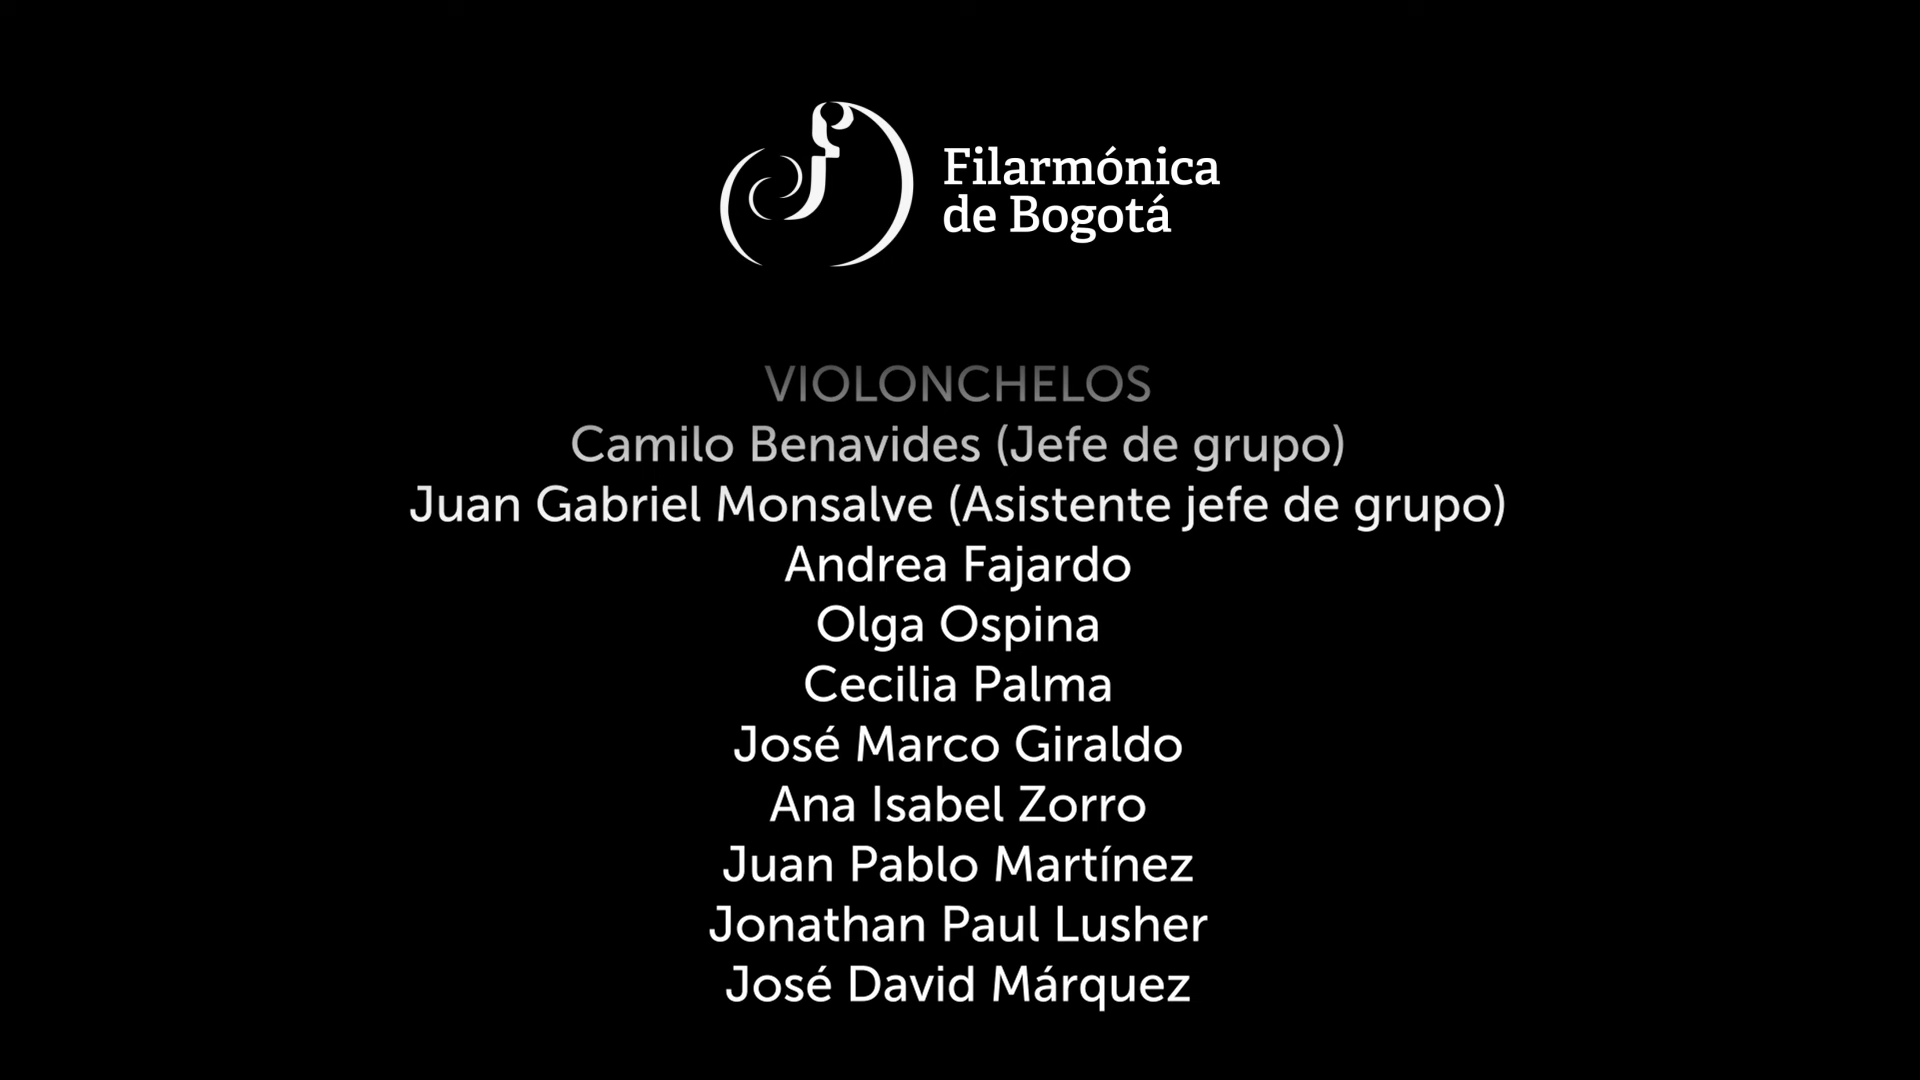 Filarmónica
de Bogotá
VIOLONCHELOS
Camilo Benavides (Jefe de grupo)
Juan Gabriel Monsalve (Asistente jefe de grupo)
Andrea Fajardo
Olga Ospina
Cecilia Palma
José Marco Giraldo
Ana Isabel Zorro
Juan Pablo Martínez
Jonathan Paul Lusher
José David Márquez